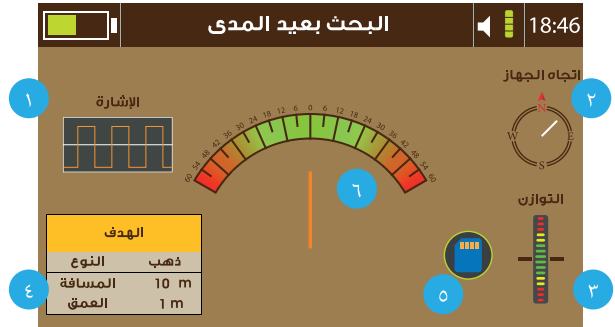 البحث بعيد المدى
18:46
اتجاه الجهاز
N
W E
S
٢
الإشارة
١
60 54 48 42 36 30 24 18 12 6 0 6 12 18 24 30 36 42 48 54 60
٦
التوازن
٣
الهدف
النوع ذهب
المسافة 10 m
العمق 1 m
٤
٥